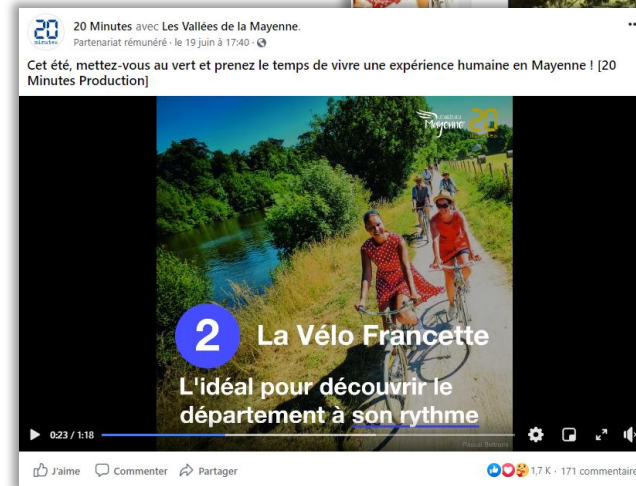 20
minutes
20 Minutes avec Les Vallées de la Mayenne.
Partenariat rémunéré · le 19 juin à 17:40 ·
Cet été, mettez-vous au vert et prenez le temps de vivre une expérience humaine en Mayenne ! [20
Minutes Production]
Mayenne
20
2 La Vélo Francette
L'idéal pour découvrir le
département à son rythme
0:23 / 1:18
J'aime Commenter Partager
1,7 K · 171 commentaire